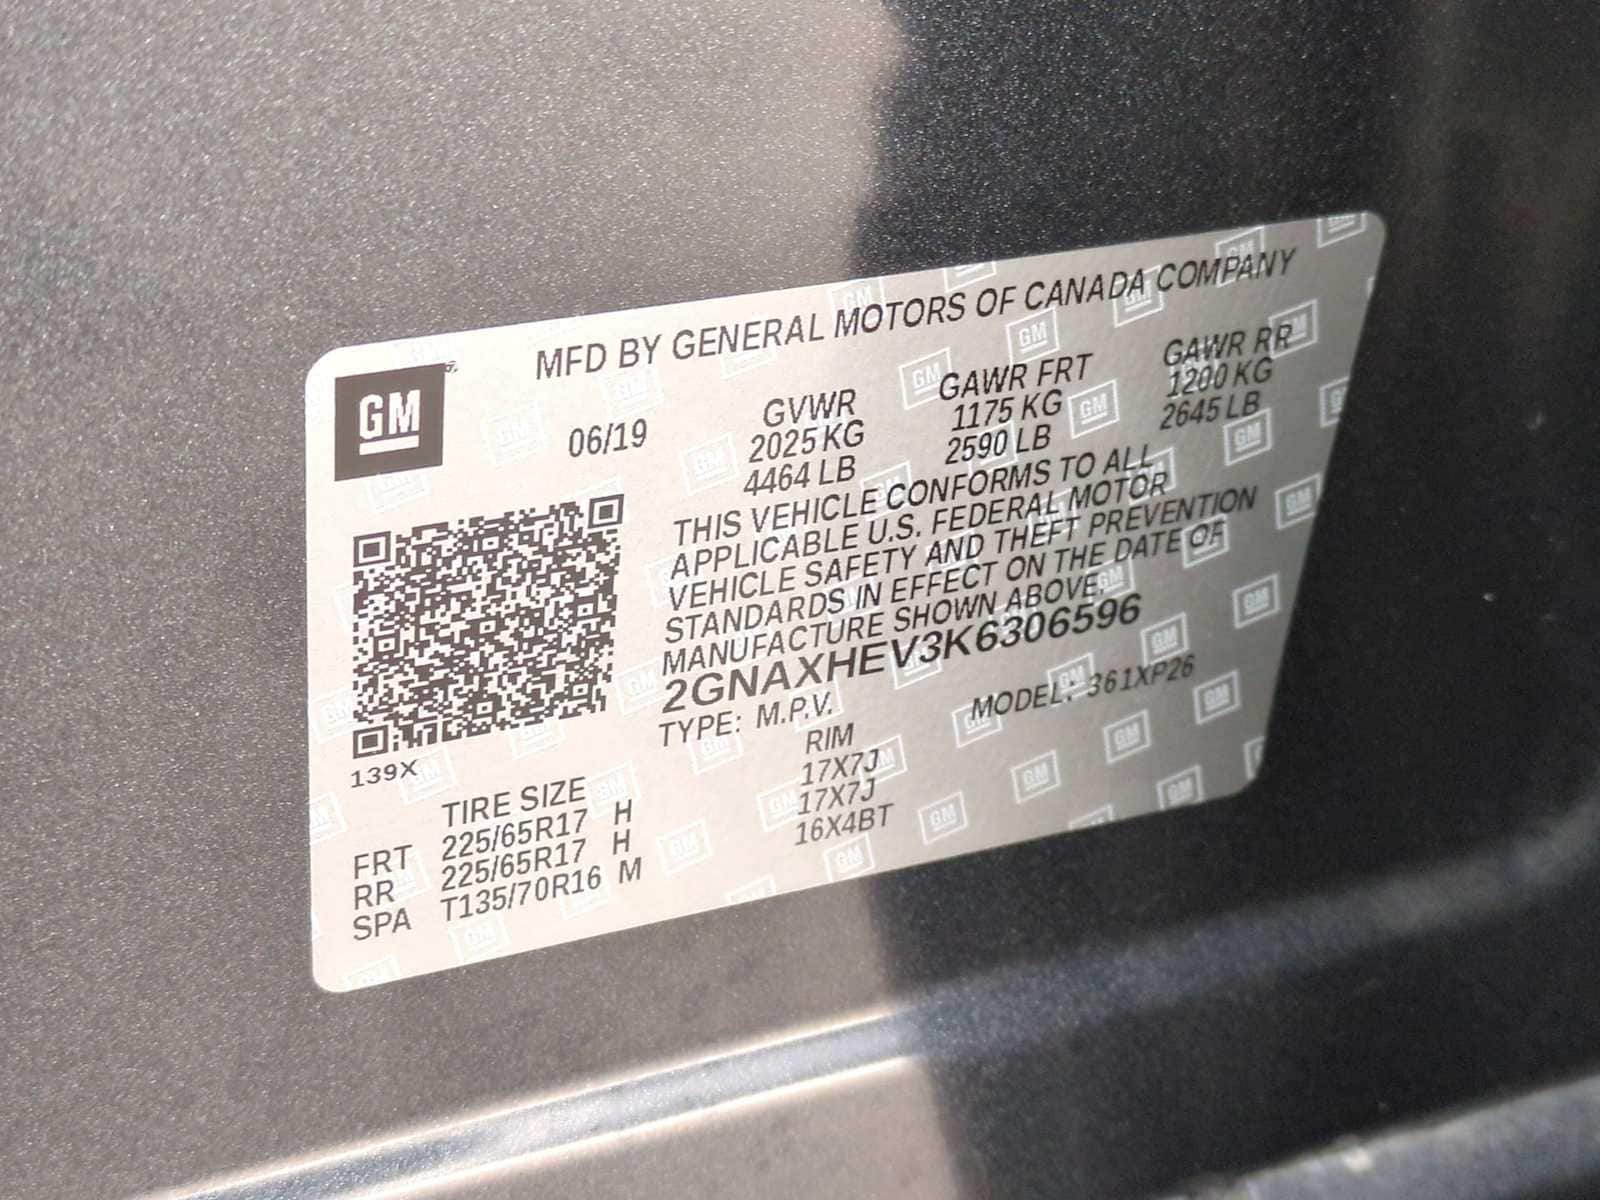 MFD BY GENERAL MOTORS OF CANADA COMPANY
GM
06/19
GVWR GAWR FRT GAWR RR
2025 KG 1175 KG 1200 KG
4464 LB 2590 LB 2645 LB
THIS VEHICLE CONFORMS TO ALL
APPLICABLE U.S. FEDERAL MOTOR
VEHICLE SAFETY AND THEFT PREVENTION
STANDARDS IN EFFECT ON THE DATE OF
MANUFACTURE SHOWN ABOVE.
2GNAXHEV3K6306596
TYPE: M.P.V. MODEL: 361XP26
139X
TIRE SIZE RIM
FRT 225/65R17 H 17X7J
RR 225/65R17 H 17X7J
SPA T135/70R16 M 16X4BT